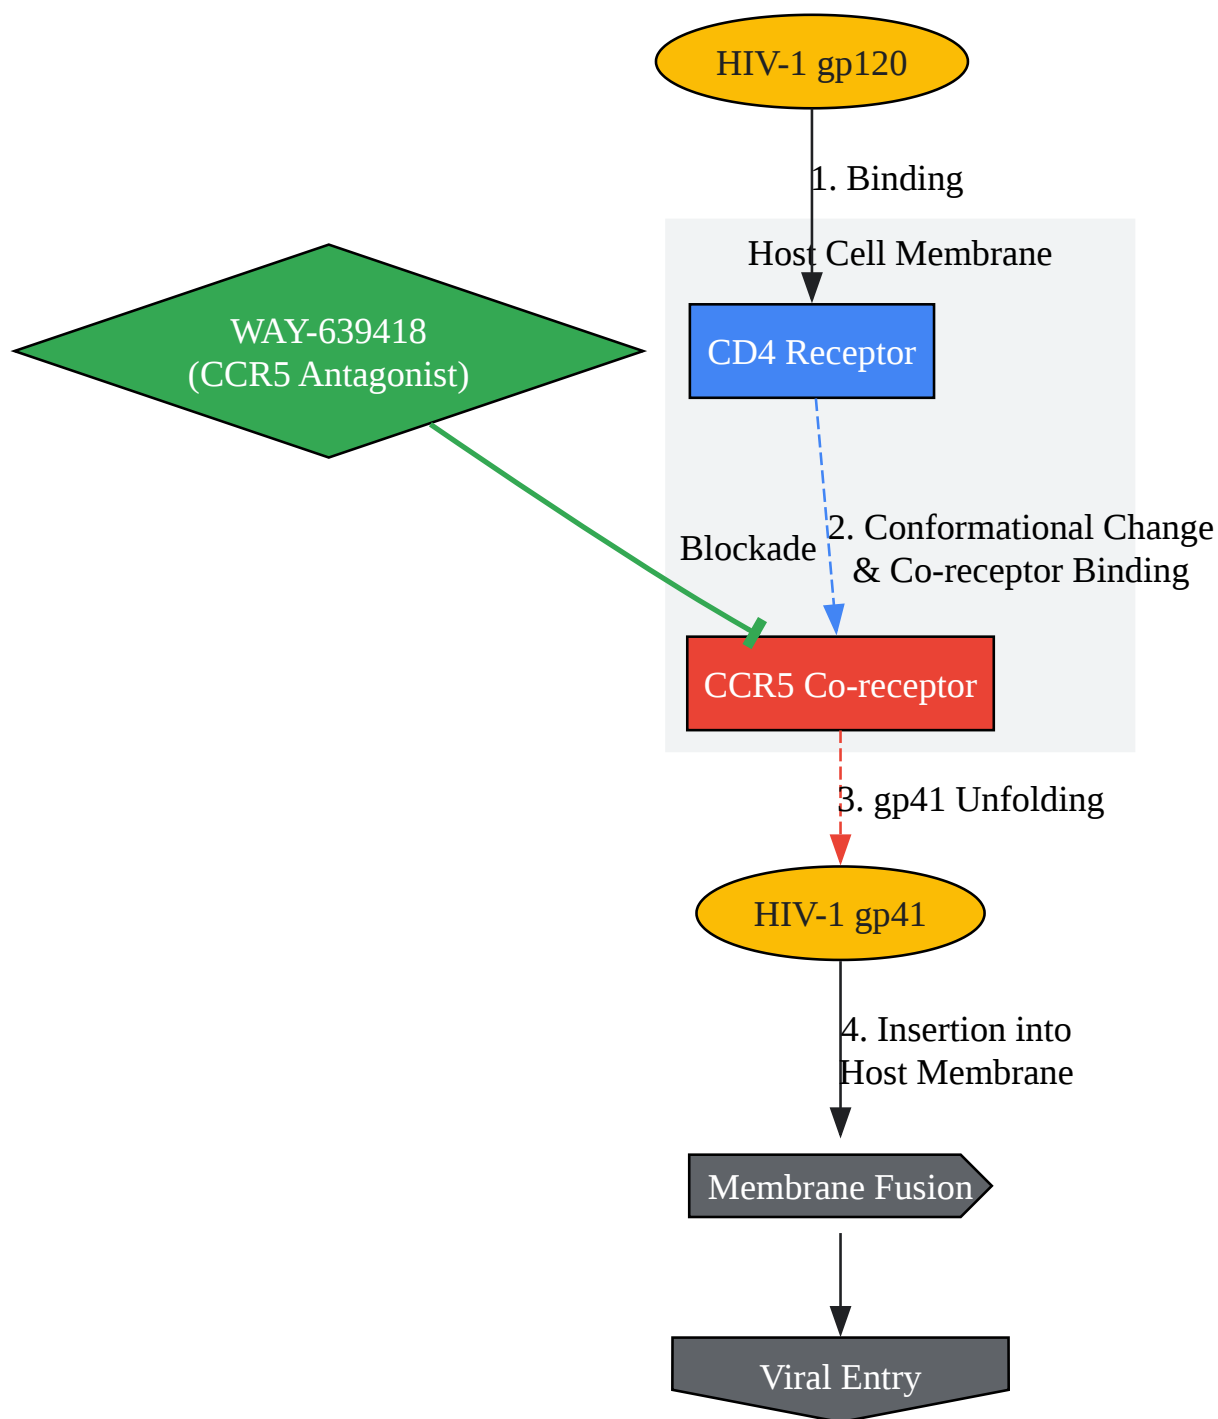 HIV-1 gp120
1. Binding
Host Cell Membrane
WAY-639418
(CCR5 Antagonist)
CD4 Receptor
Blockade
2. Conformational Change
& Co-receptor Binding
CCR5 Co-receptor
3. gp41 Unfolding
HIV-1 gp41
4. Insertion into
Host Membrane
Membrane Fusion
Viral Entry